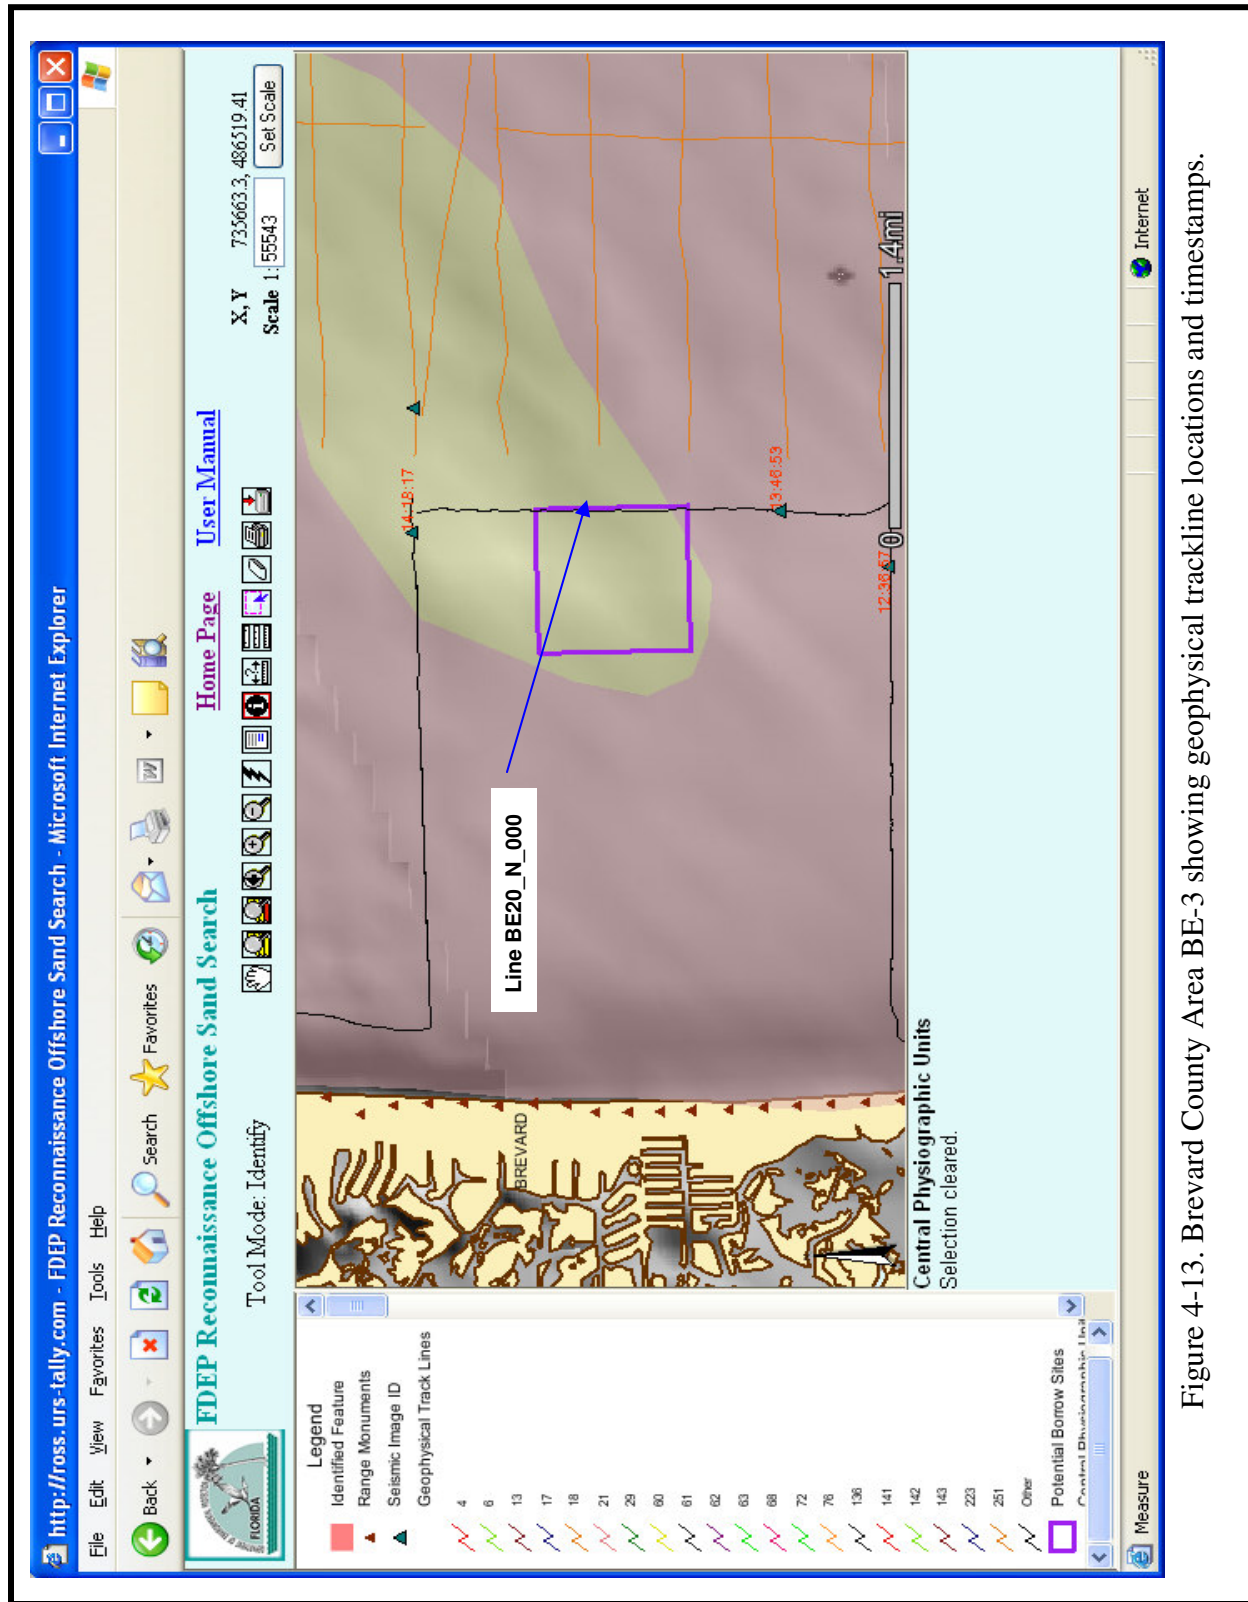 http://ross.urs-tally.com - FDEP Reconnaissance Offshore Sand Search - Microsoft Internet Explorer
File Edit View Favorites Tools Help
Back Search Favorites
FLORIDA
FDEP Reconnaissance Offshore Sand Search
Home Page
User Manual
Tool Mode: Identify
X, Y 735663.3, 486519.41
Scale 1: 55543 Set Scale
Legend
Identified Feature
Range Monuments
Seismic Image ID
Geophysical Track Lines
4
6
13
17
18
21
29
60
61
62
63
68
72
76
136
141
142
143
223
251
Other
Potential Borrow Sites
Central Physiographic Unit
BREVARD
Line BE20_N_000
14:18:17
13:46:53
12:36:57
0 1.4mi
Central Physiographic Units
Selection cleared.
Measure
Internet
Figure 4-13. Brevard County Area BE-3 showing geophysical trackline locations and timestamps.